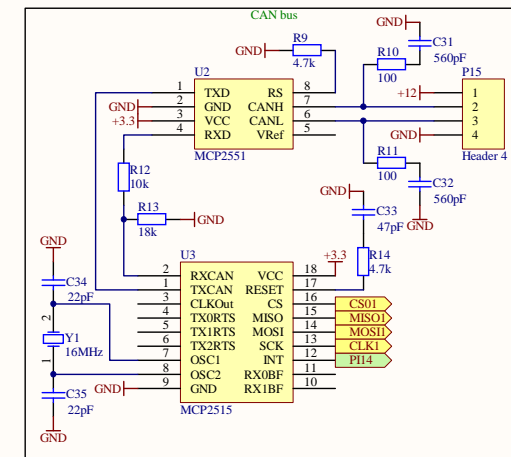 CAN bus
GND
C31
560pF
R9
4.7k
GND
R10
100
P15
U2
1 TXD RS 8
2 GND CANH 7
3 VCC CANL 6
4 RXD VRef 5
GND
+3.3
MCP2551
+12
GND
1
2
3
4
Header 4
R11
100
C32
560pF
GND
R12
10k
R13
18k
GND
GND
C33
47pF
R14
4.7k
+3.3
U3
2 RXCAN VCC 18
1 TXCAN RESET 17
3 CLKOut CS 16 CS01
4 TX0RTS MISO 15 MISO1
5 TX1RTS MOSI 14 MOSI1
6 TX2RTS SCK 13 CLK1
7 OSC1 INT 12 PI14
8 OSC2 RX0BF 11
GND 9 GND RX1BF 10
MCP2515
GND
C34
22pF
2
Y1
16MHz
1
C35
22pF
GND